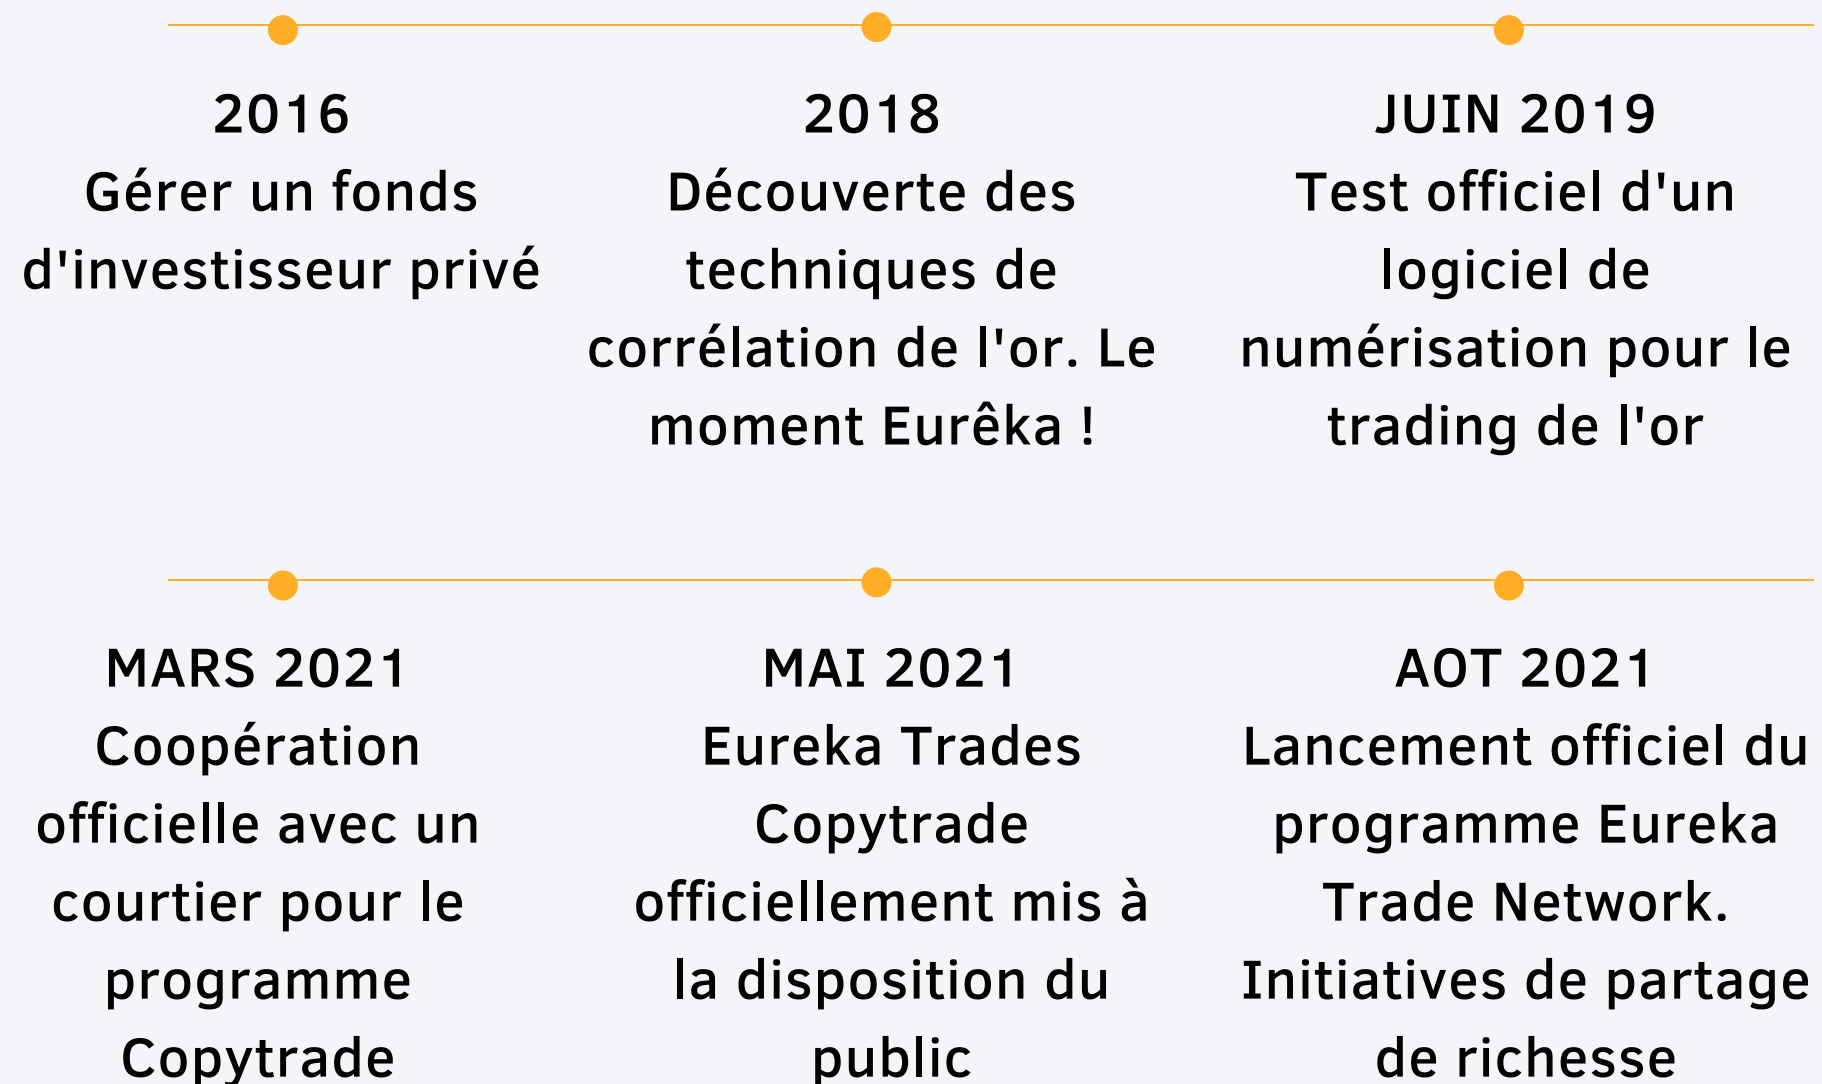 2016
Gérer un fonds
d'investisseur privé
2018
Découverte des
techniques de
corrélation de l'or. Le
moment Eurêka !
JUIN 2019
Test officiel d'un
logiciel de
numérisation pour le
trading de l'or
MARS 2021
Coopération
officielle avec un
courtier pour le
programme
Copytrade
MAI 2021
Eureka Trades
Copytrade
officiellement mis à
la disposition du
public
AOT 2021
Lancement officiel du
programme Eureka
Trade Network.
Initiatives de partage
de richesse